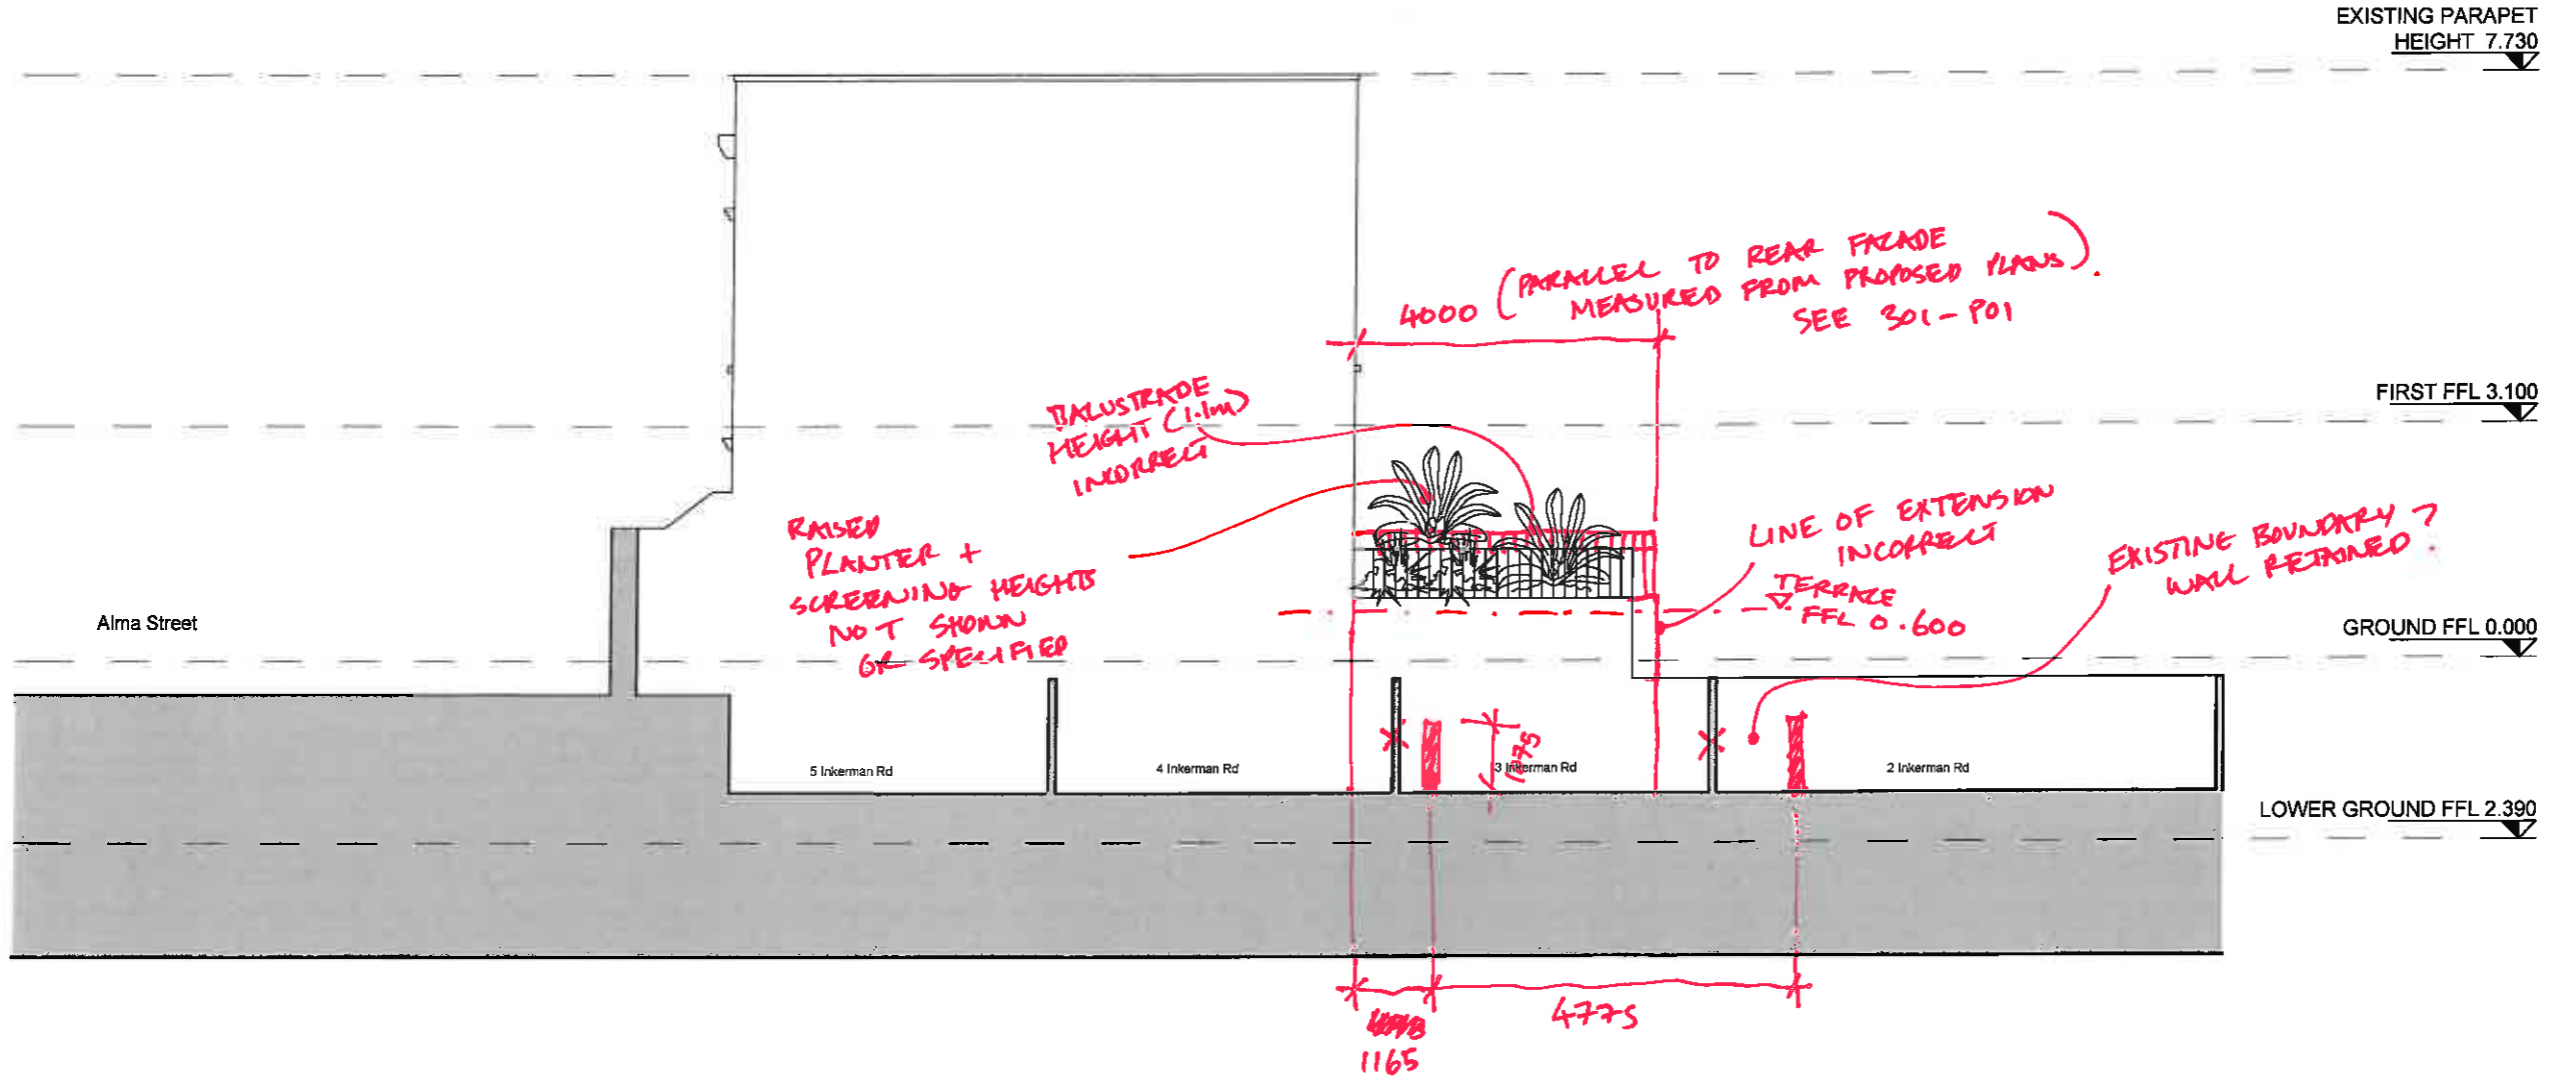 EXISTING PARAPET
HEIGHT 7.730
4000 (PARALLEL TO REAR FACADE
MEASURED FROM PROPOSED PLANS).
SEE 301-P01
FIRST FFL 3.100
BALUSTRADE
HEIGHT (1.1m)
INCORRECT
RAISED
PLANTER +
SCREENING HEIGHTS
NOT SHOWN
OR SPECIFIED
LINE OF EXTENSION
INCORRECT
EXISTING BOUNDARY ?
WALL RETAINED
TERRACE
FFL 0.600
Alma Street
GROUND FFL 0.000
1075
5 Inkerman Rd
4 Inkerman Rd
3 Inkerman Rd
2 Inkerman Rd
LOWER GROUND FFL 2.390
4775
1165